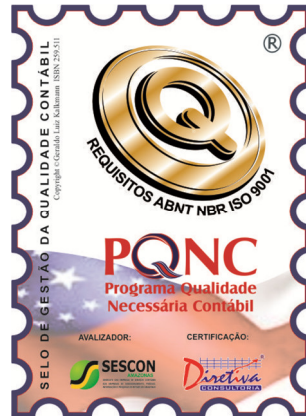 SELO DE GESTÃO DA QUALIDADE CONTÁBIL
Copyright ©Geraldo Luiz Kalkmann ISBN 259.511
®
Q
REQUISITOS ABNT NBR ISO 9001
PQNC
Programa Qualidade
Necessária Contábil
AVALIZADOR:
CERTIFICAÇÃO:
SESCON
AMAZONAS
Diretiva
CONSULTORIA